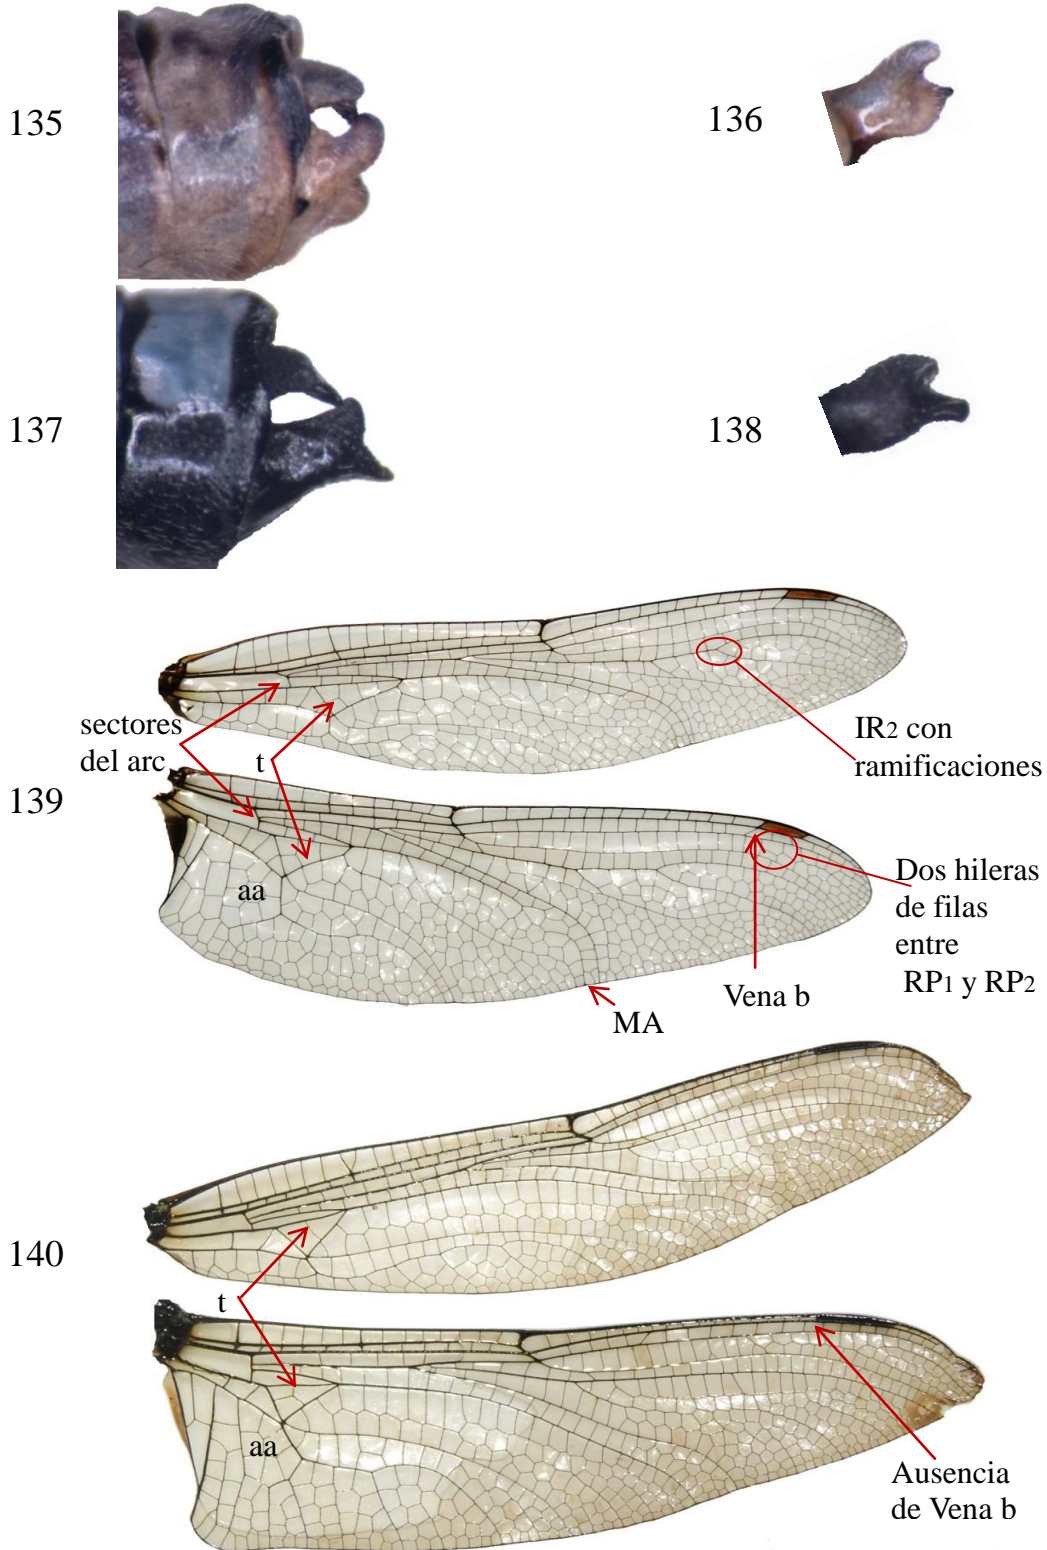 135
136
137
138
sectores
del arc
t
139
aa
IR2 con
ramificaciones
Dos hileras
de filas
entre
RP1 y RP2
Vena b
MA
140
t
aa
Ausencia
de Vena b